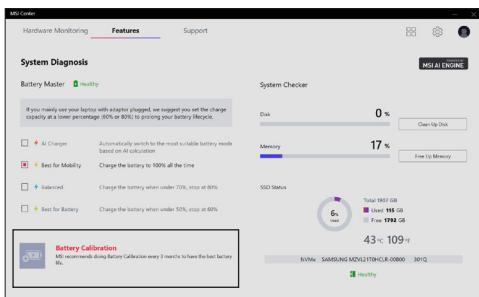 MSI Center
Hardware Monitoring Features Support
System Diagnosis
POWERED BY
MSI AI ENGINE
Battery Master Healthy
System Checker
If you mainly use your laptop with adaptor plugged, we suggest you set the charge
capacity at a lower percentage (60% or 80%) to prolong your battery lifecycle.
Disk 0 %
Clean Up Disk
AI Charger Automatically switch to the most suitable battery mode
based on AI calculation
Memory 17 %
Free Up Memory
Best for Mobility Charge the battery to 100% all the time
Balanced Charge the battery when under 70%, stop at 80%
SSD Status
Best for Battery Charge the battery when under 50%, stop at 60%
Total 1907 GB
6%
Used
Used 115 GB
Free 1792 GB
43 °C 109 °F
Battery Calibration
MSI recommends doing Battery Calibration every 3 months to have the best battery
life.
NVMe SAMSUNG MZVL21T0HCLR-00B00 301Q
Healthy